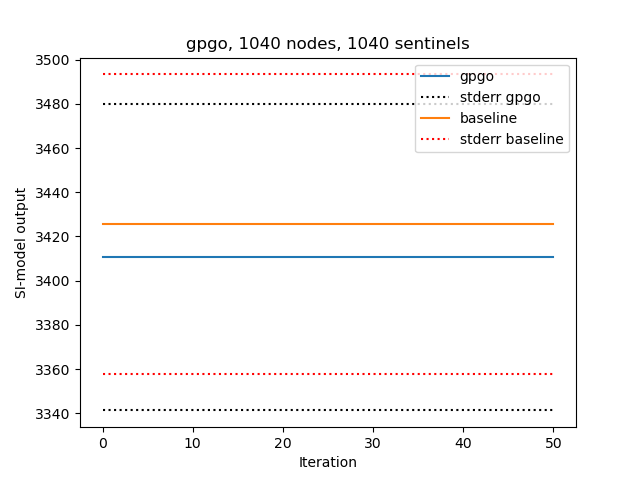 gpgo, 1040 nodes, 1040 sentinels
3500
3480
3460
3440
3420
3400
3380
3360
3340
SI-model output
gpgo
stderr gpgo
baseline
stderr baseline
0 10 20 30 40 50
Iteration